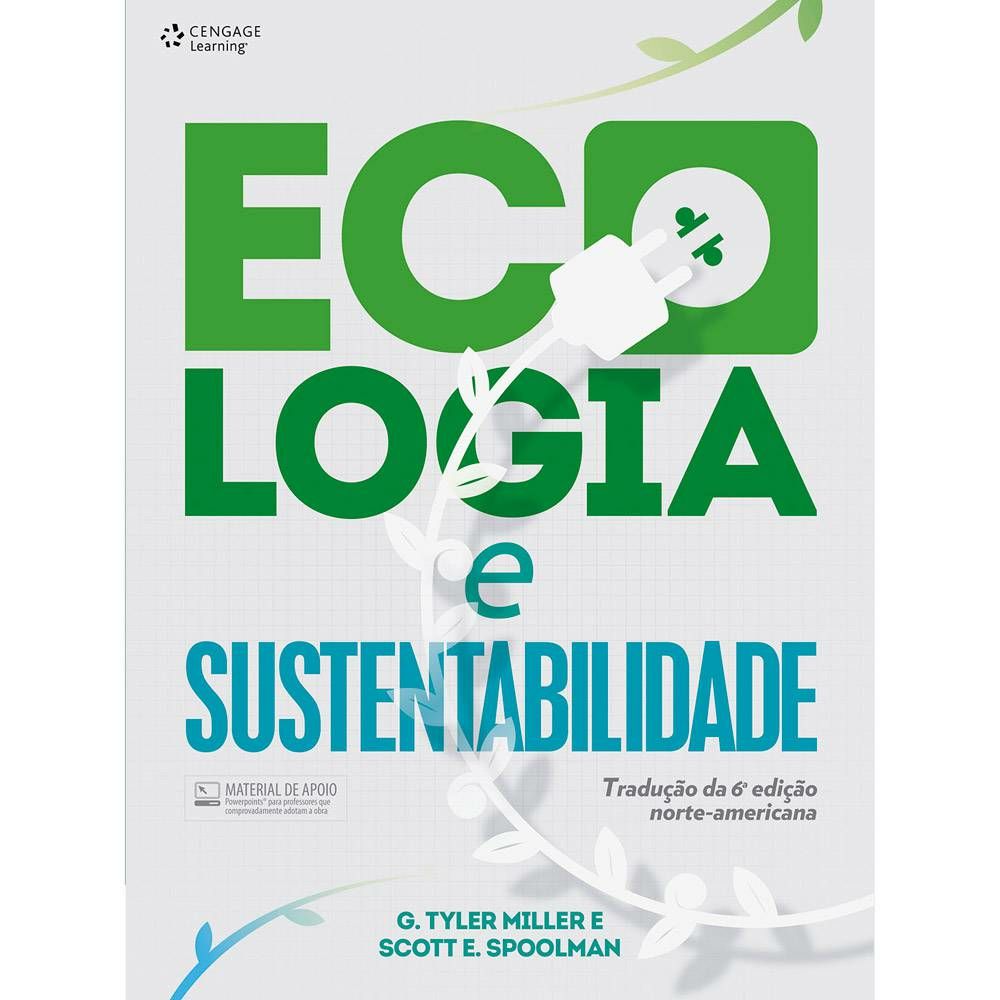 CENGAGE
Learning®
ECO
LOGIA
e
SUSTENTABILIDADE
MATERIAL DE APOIO
Powerpoints® para professores que
comprovadamente adotam a obra
Tradução da 6ª edição
norte-americana
G. TYLER MILLER E
SCOTT E. SPOOLMAN